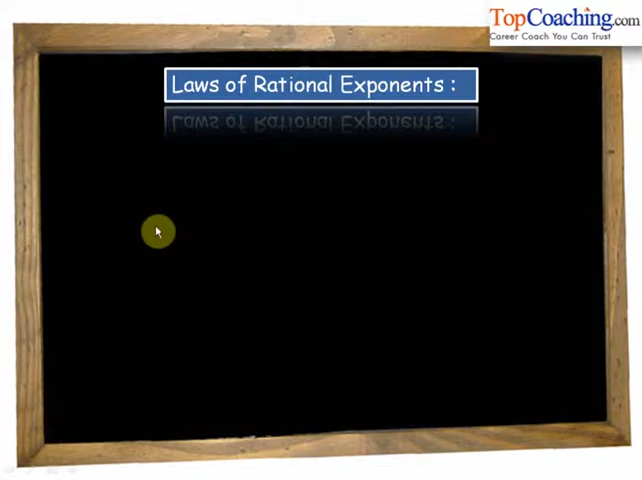 TopCoaching.com
Career Coach You Can Trust
Laws of Rational Exponents :